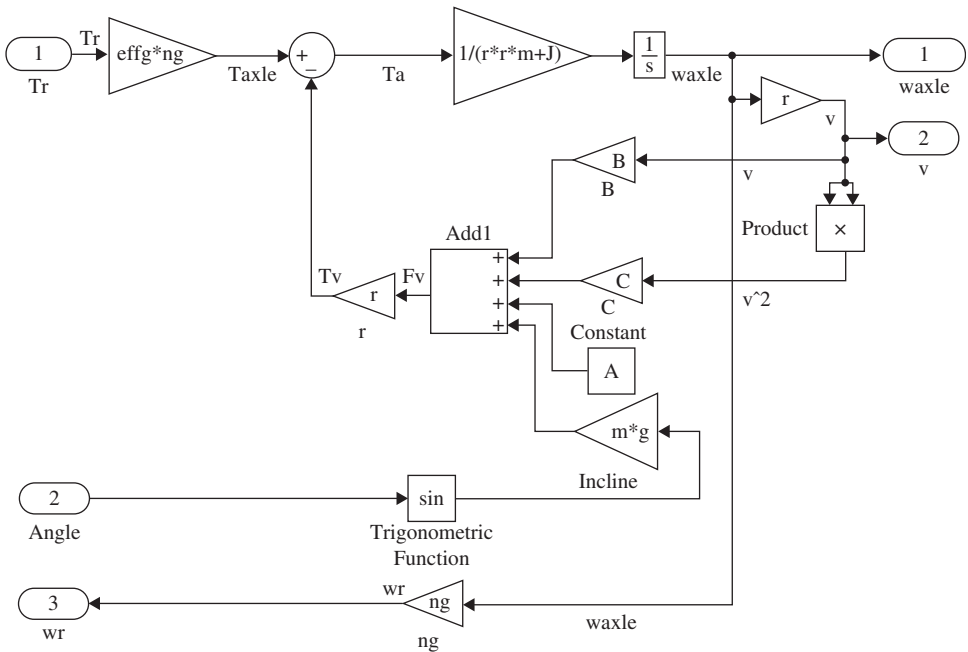 1
Tr
Tr
effg*ng
Taxle
+
−
Ta
1/(r*r*m+J)
1
s
waxle
1
waxle
r
v
2
v
B
B
v
Product
×
Add1
+
+
+
+
Tv
r
r
Fv
C
C
v^2
Constant
A
m*g
Incline
2
Angle
sin
Trigonometric
Function
3
wr
wr
ng
ng
waxle